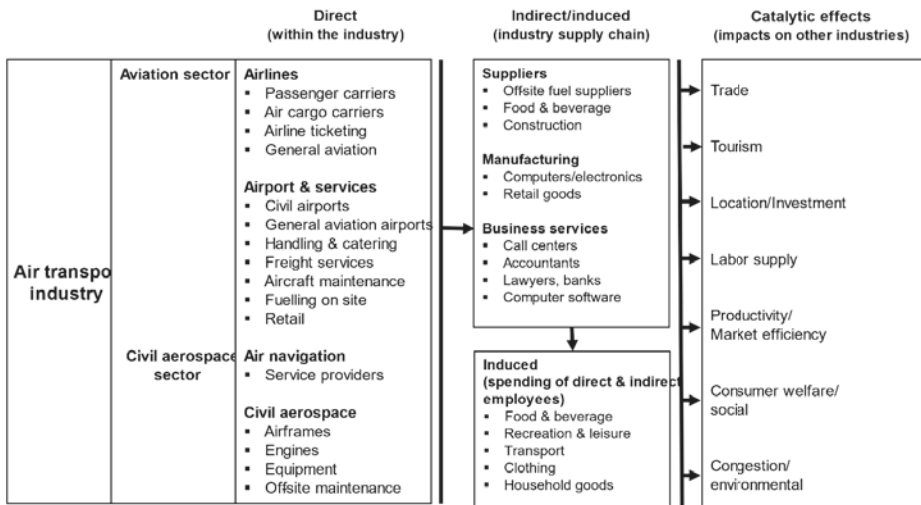 Direct
(within the industry)
Indirect/induced
(industry supply chain)
Catalytic effects
(impacts on other industries)
Air transpo
industry
Aviation sector
Civil aerospace
sector
Airlines
▪ Passenger carriers
▪ Air cargo carriers
▪ Airline ticketing
▪ General aviation
Airport & services
▪ Civil airports
▪ General aviation airports
▪ Handling & catering
▪ Freight services
▪ Aircraft maintenance
▪ Fuelling on site
▪ Retail
Air navigation
▪ Service providers
Civil aerospace
▪ Airframes
▪ Engines
▪ Equipment
▪ Offsite maintenance
Suppliers
▪ Offsite fuel suppliers
▪ Food & beverage
▪ Construction
Manufacturing
▪ Computers/electronics
▪ Retail goods
Business services
▪ Call centers
▪ Accountants
▪ Lawyers, banks
▪ Computer software
Induced
(spending of direct & indirect
employees)
▪ Food & beverage
▪ Recreation & leisure
▪ Transport
▪ Clothing
▪ Household goods
Trade
Tourism
Location/Investment
Labor supply
Productivity/
Market efficiency
Consumer welfare/
social
Congestion/
environmental